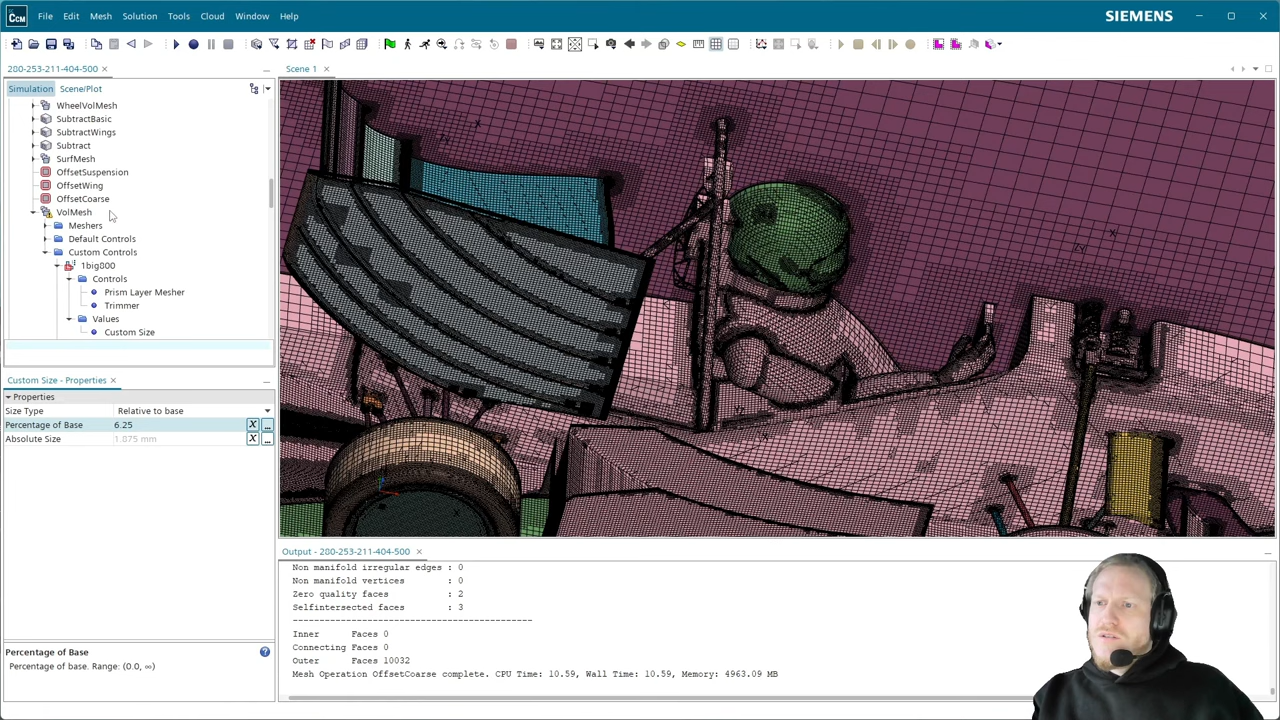 CCM File Edit Mesh Solution Tools Cloud Window Help SIEMENS
280-253-211-404-500
Simulation Scene/Plot
WheelVolMesh
SubtractBasic
SubtractWings
Subtract
SurfMesh
OffsetSuspension
OffsetWing
OffsetCoarse
VolMesh
Meshers
Default Controls
Custom Controls
1big800
Controls
Prism Layer Mesher
Trimmer
Values
Custom Size
Custom Size - Properties
Properties
Size Type Relative to base
Percentage of Base 6.25
Absolute Size 1.875 mm
Percentage of Base
Percentage of base. Range: (0.0, ∞)
Scene 1
Output - 280-253-211-404-500
Non manifold irregular edges : 0
Non manifold vertices : 0
Zero quality faces : 2
Selfintersected faces : 3
--------------------------------------------
Inner Faces 0
Connecting Faces 0
Outer Faces 10032
Mesh Operation OffsetCoarse complete. CPU Time: 10.59, Wall Time: 10.59, Memory: 4963.09 MB